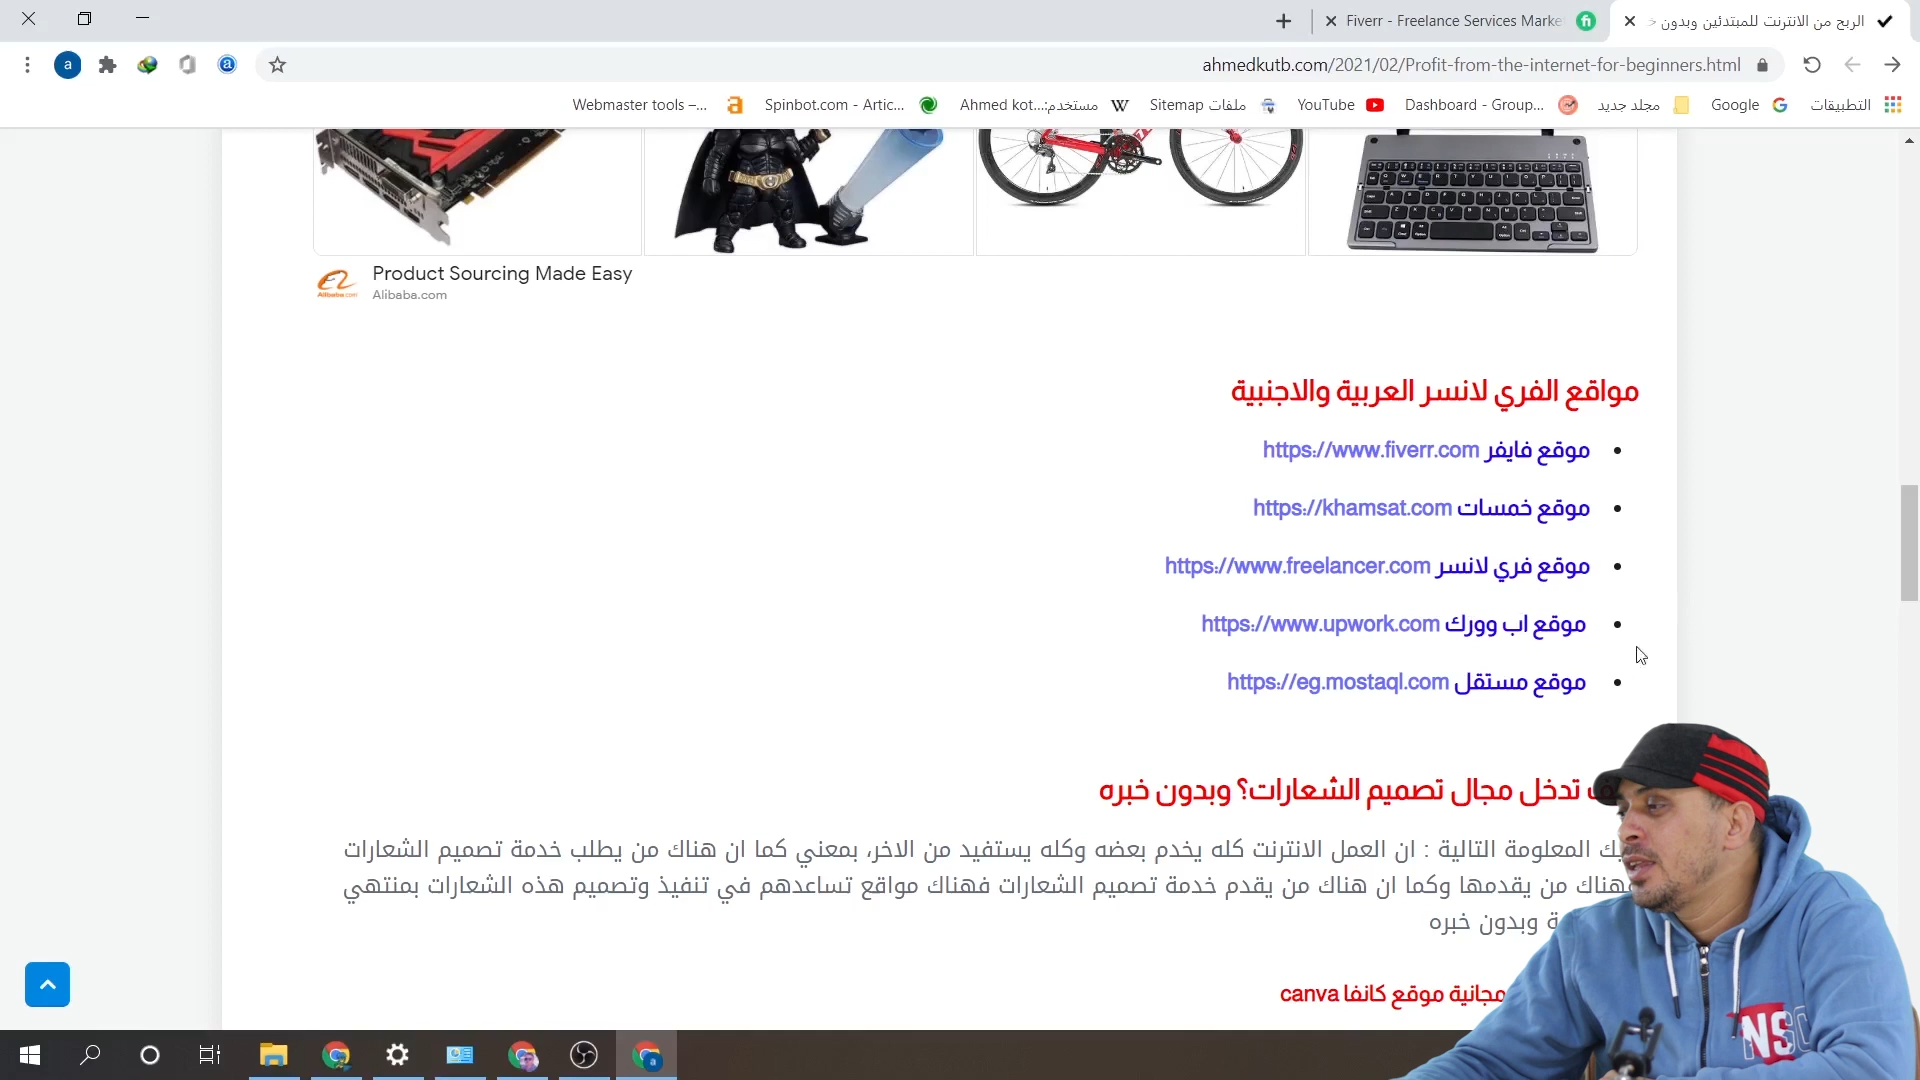 الربح من الانترنت للمبتدئين وبدون
Fiverr - Freelance Services Marke
ahmedkutb.com/2021/02/Profit-from-the-internet-for-beginners.html
التطبيقات
Google
مجلد جديد
Dashboard - Group...
YouTube
ملفات Sitemap
مستخدم:Ahmed kot...
Spinbot.com - Artic...
Webmaster tools –...
Product Sourcing Made Easy
Alibaba.com
Alibaba.com
مواقع الفري لانسر العربية والاجنبية
موقع فايفر https://www.fiverr.com
موقع خمسات https://khamsat.com
موقع فري لانسر https://www.freelancer.com
موقع اب وورك https://www.upwork.com
موقع مستقل https://eg.mostaql.com
تدخل مجال تصميم الشعارات؟ وبدون خبره
المعلومة التالية : ان العمل الانترنت كله يخدم بعضه وكله يستفيد من الاخر، بمعني كما ان هناك من يطلب خدمة تصميم الشعارات
فهناك من يقدمها وكما ان هناك من يقدم خدمة تصميم الشعارات فهناك مواقع تساعدهم في تنفيذ وتصميم هذه الشعارات بمنتهي
وبدون خبره
مجانية موقع كانفا canva
NS